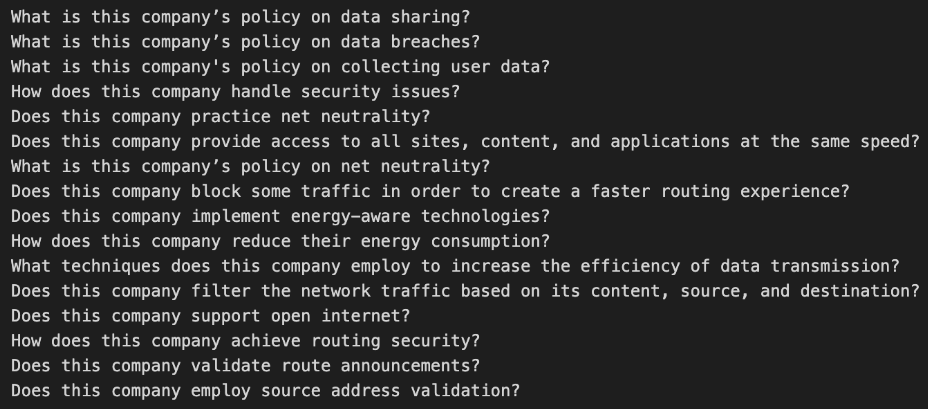 What is this company’s policy on data sharing?
What is this company’s policy on data breaches?
What is this company's policy on collecting user data?
How does this company handle security issues?
Does this company practice net neutrality?
Does this company provide access to all sites, content, and applications at the same speed?
What is this company’s policy on net neutrality?
Does this company block some traffic in order to create a faster routing experience?
Does this company implement energy-aware technologies?
How does this company reduce their energy consumption?
What techniques does this company employ to increase the efficiency of data transmission?
Does this company filter the network traffic based on its content, source, and destination?
Does this company support open internet?
How does this company achieve routing security?
Does this company validate route announcements?
Does this company employ source address validation?